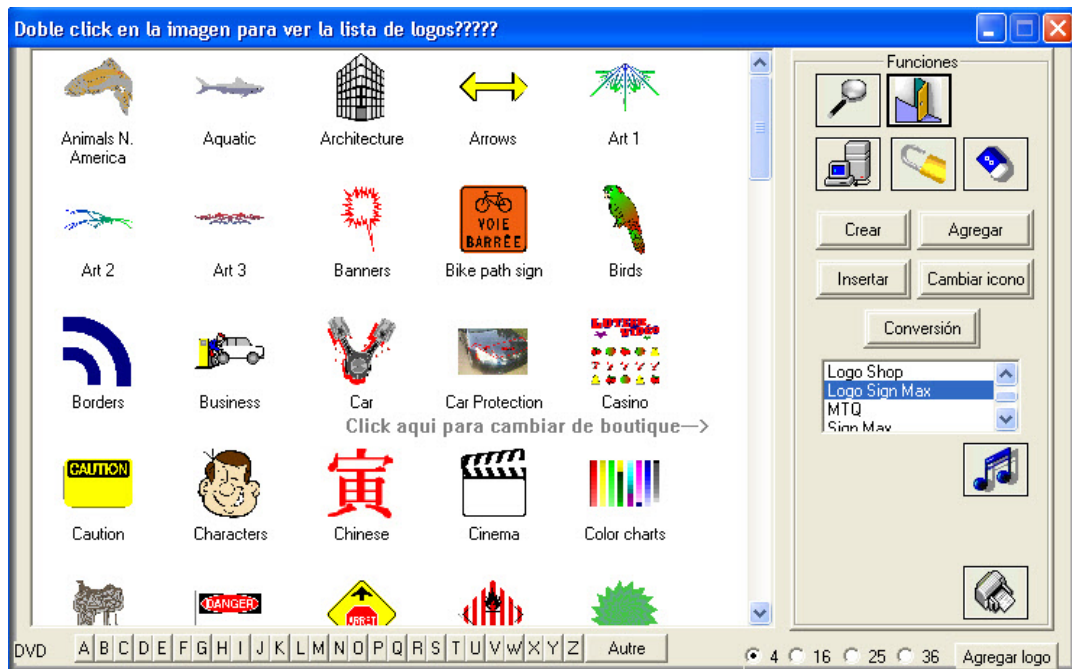 Doble click en la imagen para ver la lista de logos?????
Animals N.
America
Aquatic
Architecture
Arrows
Art 1
VOIE
BARRÉE
Art 2
Art 3
Banners
Bike path sign
Birds
Borders
Business
Car
Car Protection
Casino
Click aqui para cambiar de boutique-->
CAUTION
寅
Caution
Characters
Chinese
Cinema
Color charts
DANGER
ARRET
DVD
A B C D E F G H I J K L M N O P Q R S T U V W X Y Z Autre
Funciones
Crear
Agregar
Insertar
Cambiar icono
Conversión
Logo Shop
Logo Sign Max
MTQ
Sign Max
4 16 25 36
Agregar logo